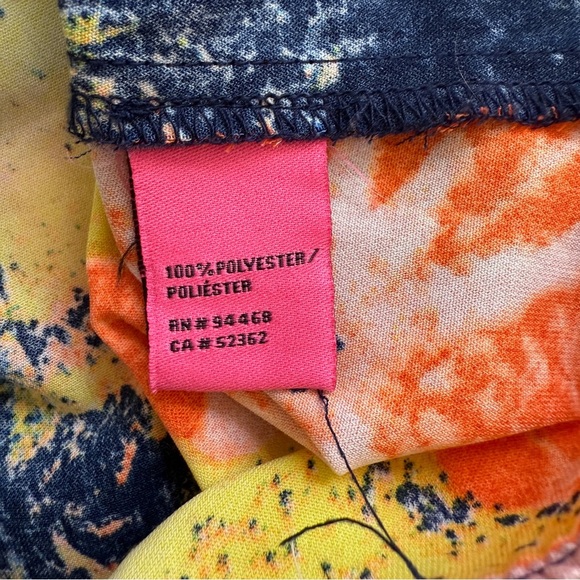 100%POLYESTER/
POLIÉSTER
RN# 94468
CA# 52362